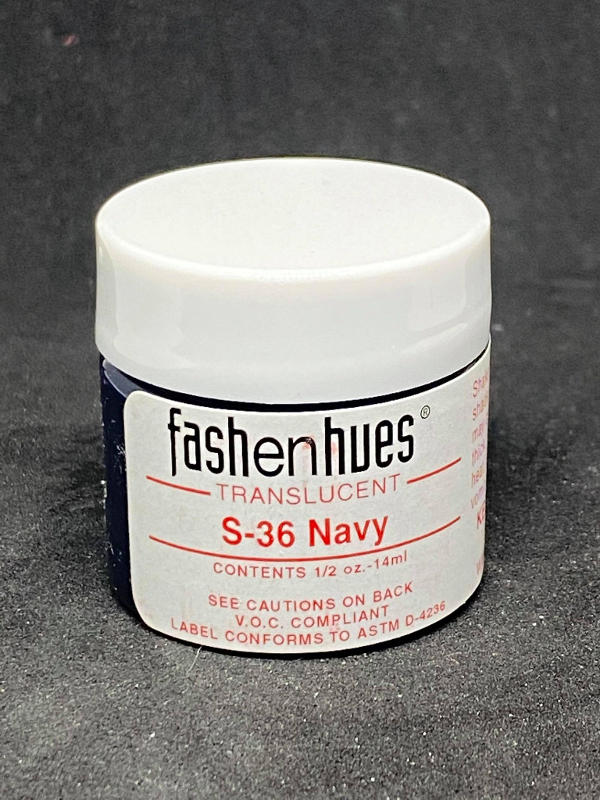 fashenhues®
TRANSLUCENT
S-36 Navy
CONTENTS 1/2 oz.-14ml
SEE CAUTIONS ON BACK
V.O.C. COMPLIANT
LABEL CONFORMS TO ASTM D-4236